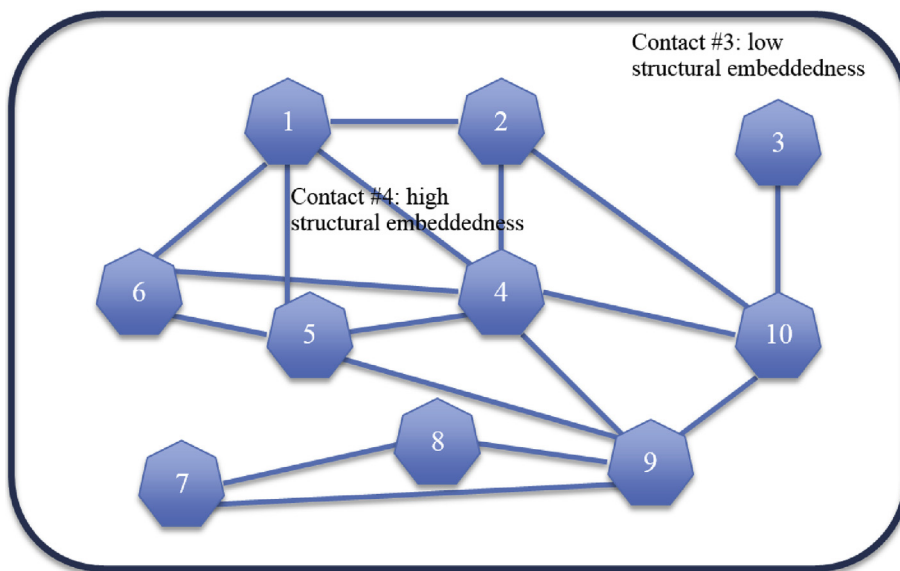 Contact #3: low
structural embeddedness
1
2
3
Contact #4: high
structural embeddedness
6
4
5
10
8
9
7